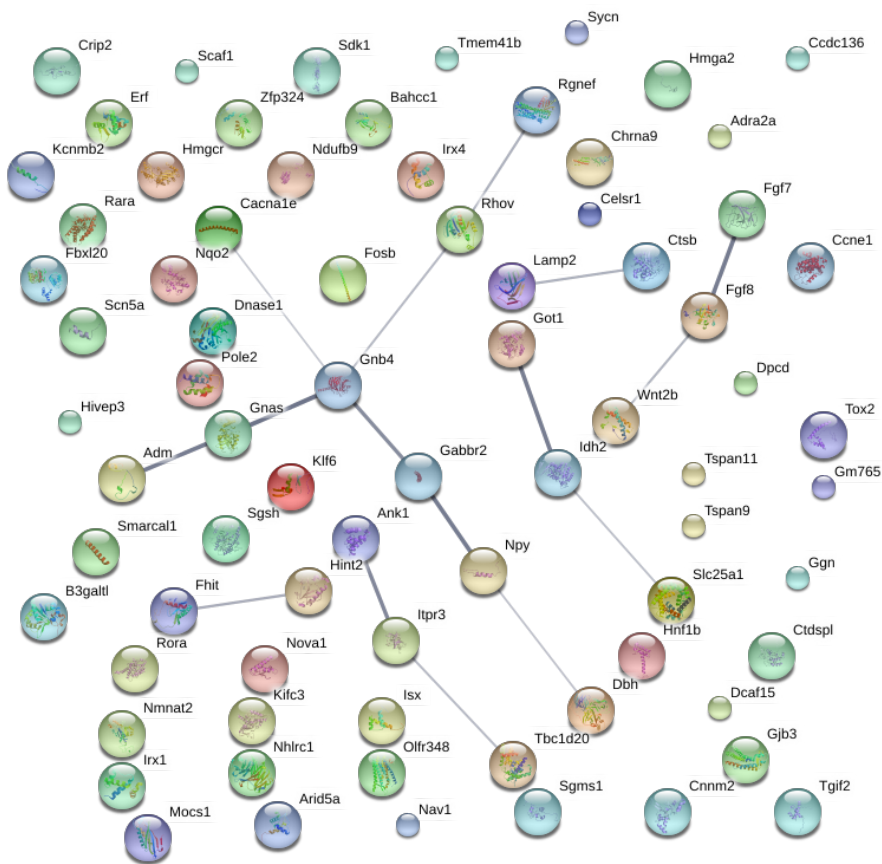 Sycn
Crip2
Scaf1
Sdk1
Tmem41b
Ccdc136
Hmga2
Rgnef
Erf
Zfp324
Bahcc1
Adra2a
Chrna9
Kcnmb2
Hmgcr
Ndufb9
Irx4
Fgf7
Rara
Cacna1e
Rhov
Celsr1
Fbxl20
Nqo2
Fosb
Lamp2
Ctsb
Ccne1
Fgf8
Scn5a
Dnase1
Got1
Pole2
Gnb4
Dpcd
Hivep3
Gnas
Wnt2b
Tox2
Adm
Gabbr2
Idh2
Tspan11
Gm765
Klf6
Smarcal1
Sgsh
Ank1
Tspan9
Npy
B3galtl
Fhit
Hint2
Slc25a1
Ggn
Itpr3
Hnf1b
Ctdspl
Rora
Nova1
Dbh
Dcaf15
Nmnat2
Kifc3
Isx
Tbc1d20
Gjb3
Irx1
Nhlrc1
Olfr348
Mocs1
Arid5a
Nav1
Sgms1
Cnnm2
Tgif2